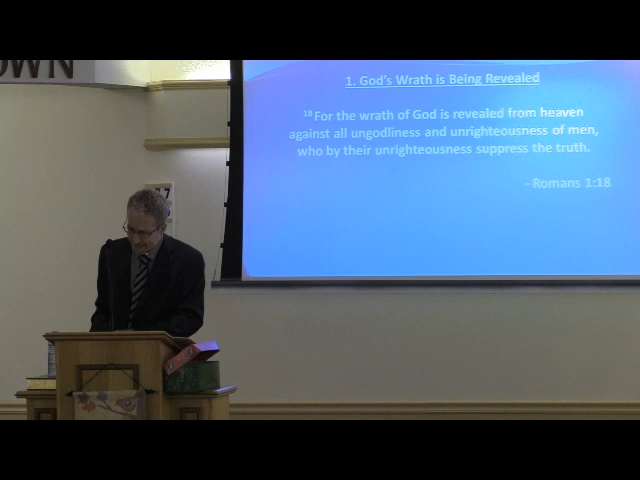 OWN
1. God's Wrath is Being Revealed
18 For the wrath of God is revealed from heaven
against all ungodliness and unrighteousness of men,
who by their unrighteousness suppress the truth.
- Romans 1:18